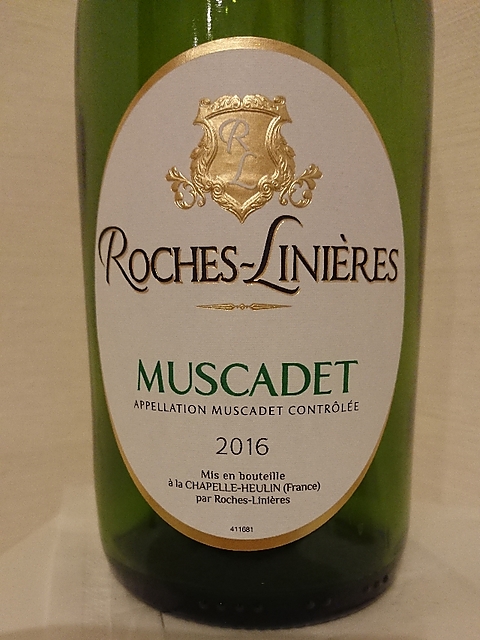 RL
ROCHES-LINIÈRES
MUSCADET
APPELLATION MUSCADET CONTRÔLÉE
2016
Mis en bouteille
à la CHAPELLE-HEULIN (France)
par Roches-Linières
411681